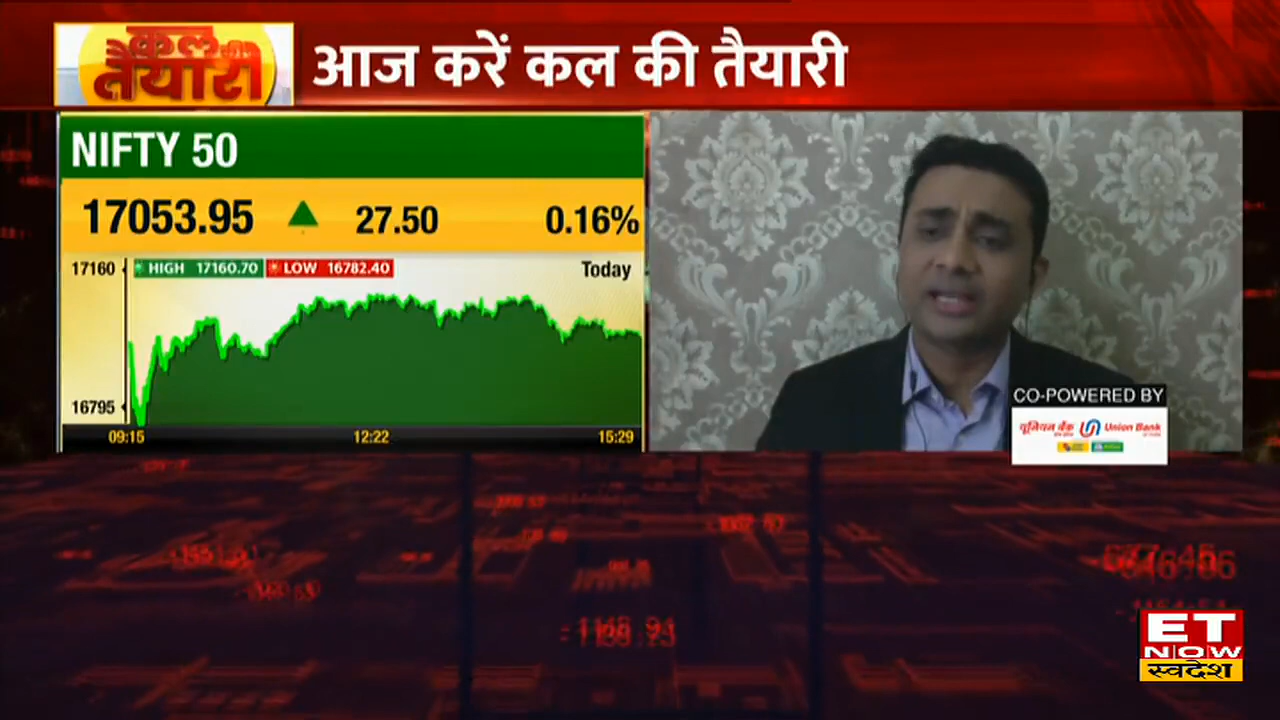 कल की
तैयारी
आज करें कल की तैयारी
NIFTY 50
17053.95 ▲ 27.50 0.16%
17160 HIGH 17160.70 LOW 16782.40 Today
16795
09:15 12:22 15:29
CO-POWERED BY
यूनियन बैंक Union Bank
ET
NOW
स्वदेश